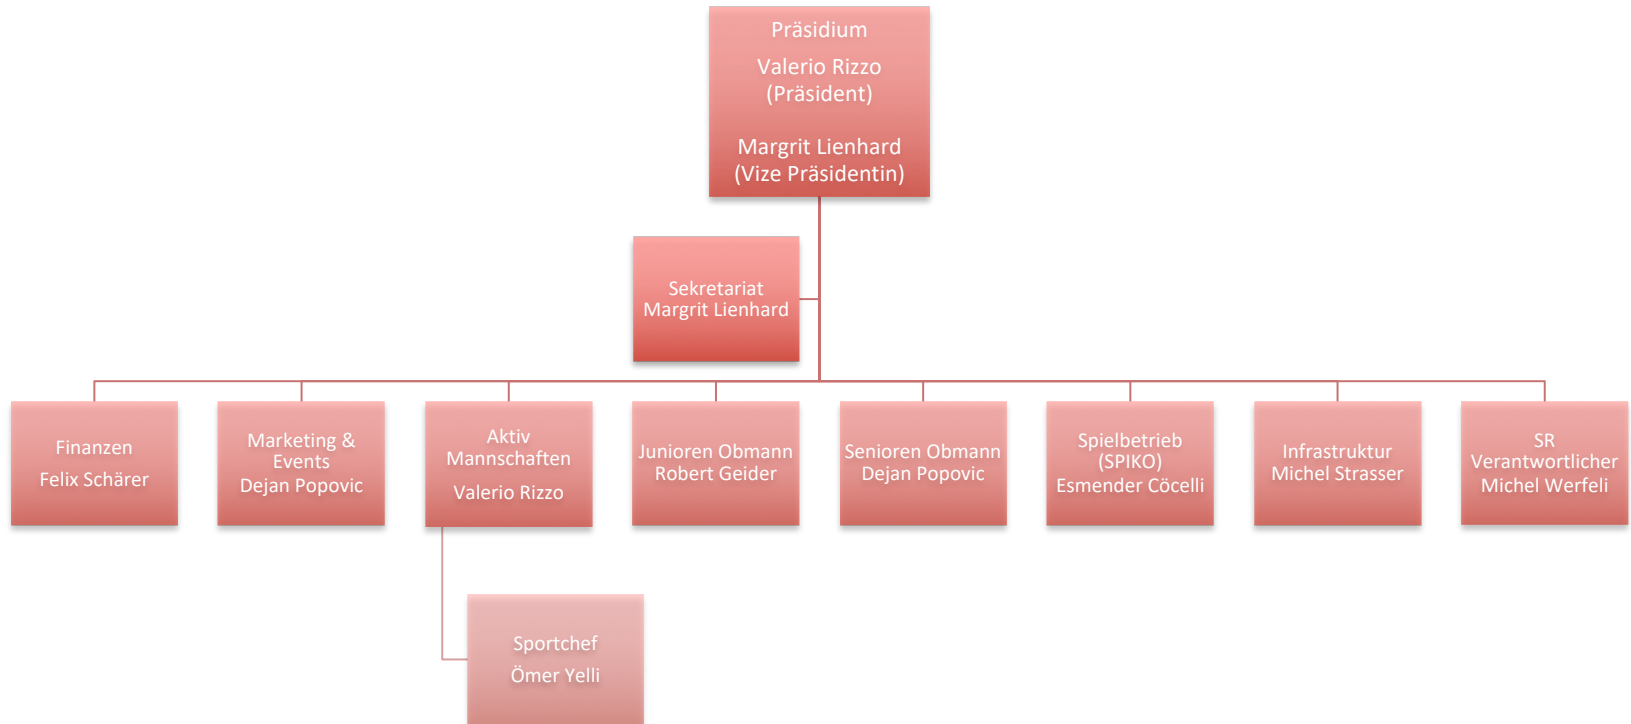 Präsidium
Valerio Rizzo
(Präsident)
Margrit Lienhard
(Vize Präsidentin)
Sekretariat
Margrit Lienhard
Finanzen
Felix Schärer
Marketing &
Events
Dejan Popovic
Aktiv
Mannschaften
Valerio Rizzo
Junioren Obmann
Robert Geider
Senioren Obmann
Dejan Popovic
Spielbetrieb
(SPIKO)
Esmender Cöcelli
Infrastruktur
Michel Strasser
SR
Verantwortlicher
Michel Werfeli
Sportchef
Ömer Yelli